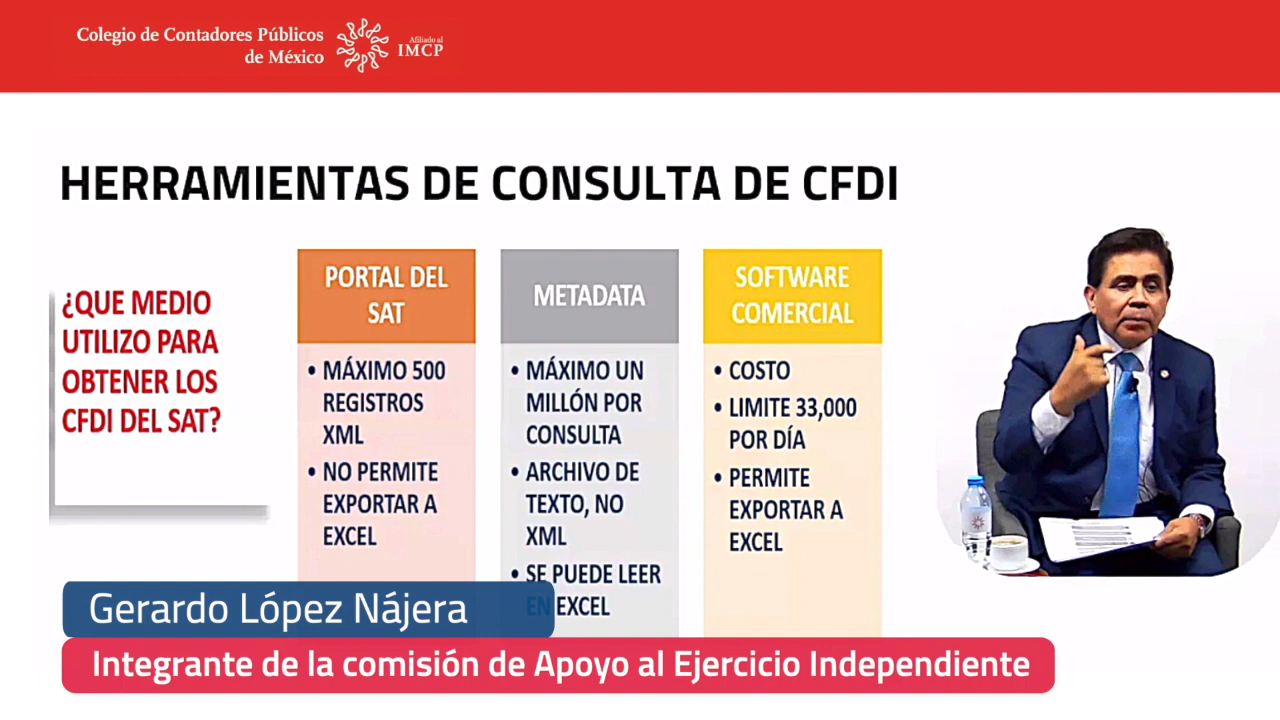 Colegio de Contadores Públicos
de México
Afiliado al
IMCP
HERRAMIENTAS DE CONSULTA DE CFDI
¿QUE MEDIO
UTILIZO PARA
OBTENER LOS
CFDI DEL SAT?
PORTAL DEL
SAT
• MÁXIMO 500
REGISTROS
XML
• NO PERMITE
EXPORTAR A
EXCEL
METADATA
• MÁXIMO UN
MILLÓN POR
CONSULTA
• ARCHIVO DE
TEXTO, NO
XML
• SE PUEDE LEER
EN EXCEL
SOFTWARE
COMERCIAL
• COSTO
• LIMITE 33,000
POR DÍA
• PERMITE
EXPORTAR A
EXCEL
Gerardo López Nájera
Integrante de la comisión de Apoyo al Ejercicio Independiente